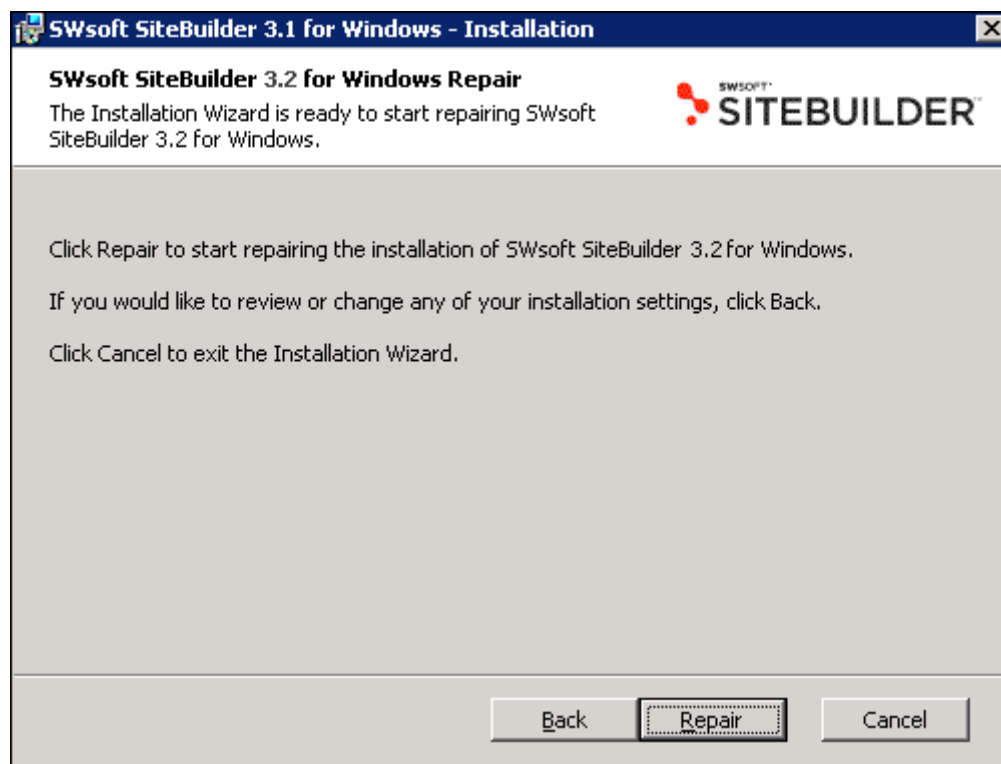 SWsoft SiteBuilder 3.1 for Windows - Installation
SWsoft SiteBuilder 3.2 for Windows Repair
The Installation Wizard is ready to start repairing SWsoft
SiteBuilder 3.2 for Windows.
SWSOFT
SITEBUILDER
Click Repair to start repairing the installation of SWsoft SiteBuilder 3.2 for Windows.
If you would like to review or change any of your installation settings, click Back.
Click Cancel to exit the Installation Wizard.
Back Repair Cancel